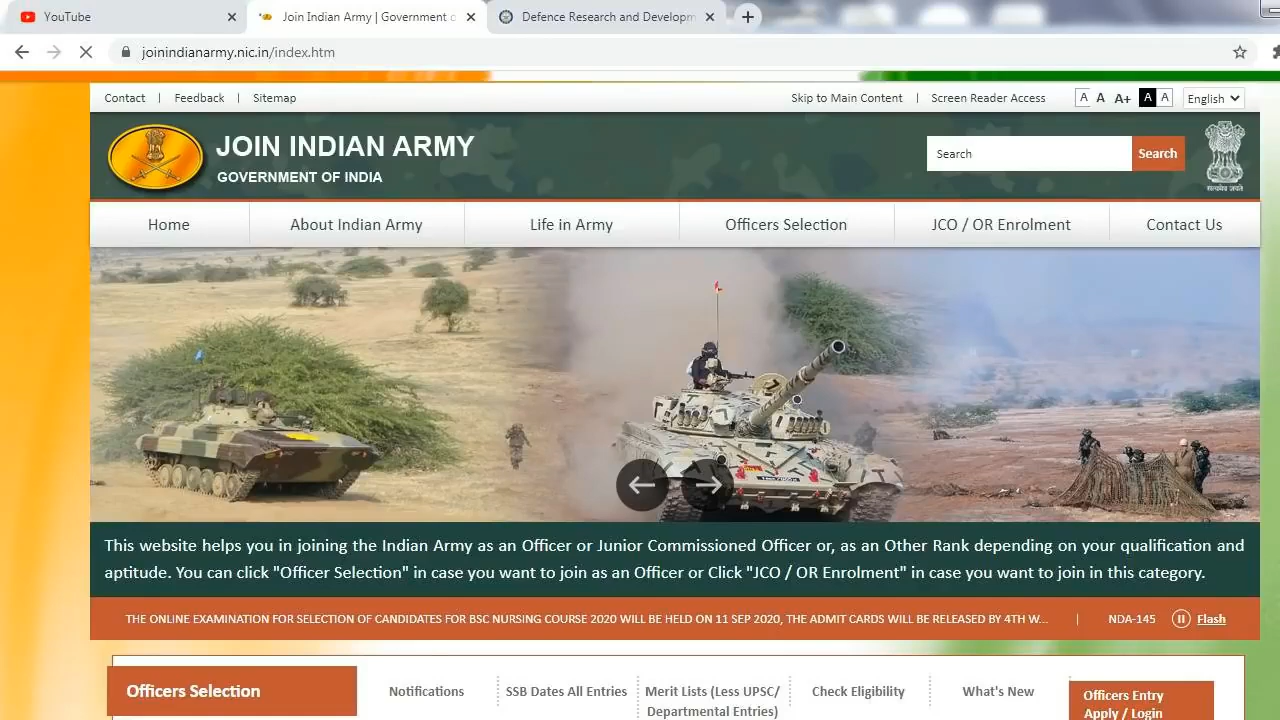 YouTube
Join Indian Army | Government o
Defence Research and Developm
joinindianarmy.nic.in/index.htm
Contact | Feedback | Sitemap
Skip to Main Content | Screen Reader Access
A A A+ A A English
JOIN INDIAN ARMY
GOVERNMENT OF INDIA
Search Search
सत्यमेव जयते
Home About Indian Army Life in Army Officers Selection JCO / OR Enrolment Contact Us
This website helps you in joining the Indian Army as an Officer or Junior Commissioned Officer or, as an Other Rank depending on your qualification and
aptitude. You can click "Officer Selection" in case you want to join as an Officer or Click "JCO / OR Enrolment" in case you want to join in this category.
THE ONLINE EXAMINATION FOR SELECTION OF CANDIDATES FOR BSC NURSING COURSE 2020 WILL BE HELD ON 11 SEP 2020, THE ADMIT CARDS WILL BE RELEASED BY 4TH W... | NDA-145 Flash
Officers Selection
Notifications
SSB Dates All Entries
Merit Lists (Less UPSC/
Departmental Entries)
Check Eligibility
What's New
Officers Entry
Apply / Login